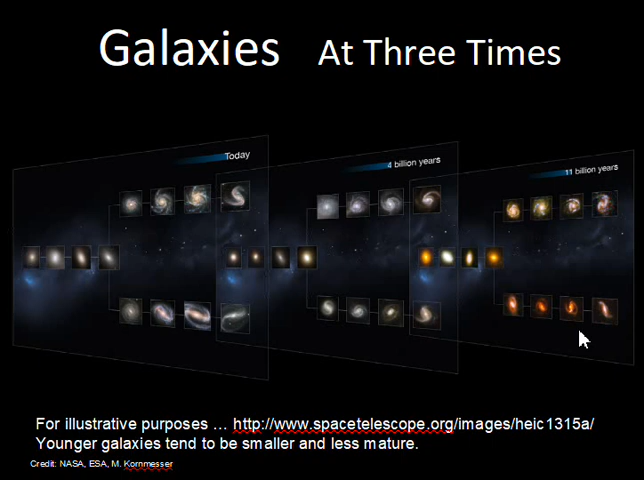 Galaxies At Three Times
Today
4 billion years
11 billion years
For illustrative purposes … http://www.spacetelescope.org/images/heic1315a/
Younger galaxies tend to be smaller and less mature.
Credit: NASA, ESA, M. Kornmesser